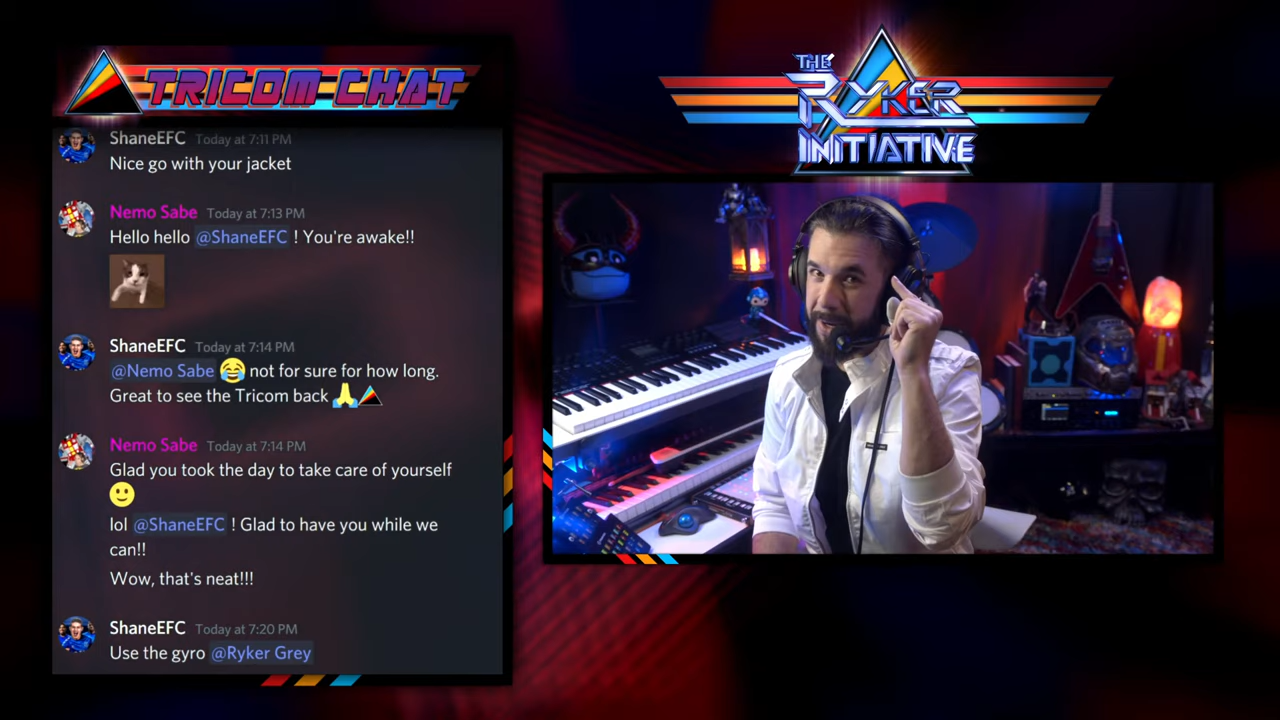 TRICOM CHAT
ShaneEFC Today at 7:11 PM
Nice go with your jacket
Nemo Sabe Today at 7:13 PM
Hello hello @ShaneEFC ! You're awake!!
ShaneEFC Today at 7:14 PM
@Nemo Sabe 😂 not for sure for how long.
Great to see the Tricom back 🙏
Nemo Sabe Today at 7:14 PM
Glad you took the day to take care of yourself
🙂
lol @ShaneEFC ! Glad to have you while we
can!!
Wow, that's neat!!!
ShaneEFC Today at 7:20 PM
Use the gyro @Ryker Grey
THE
RYKER
INITIATIVE